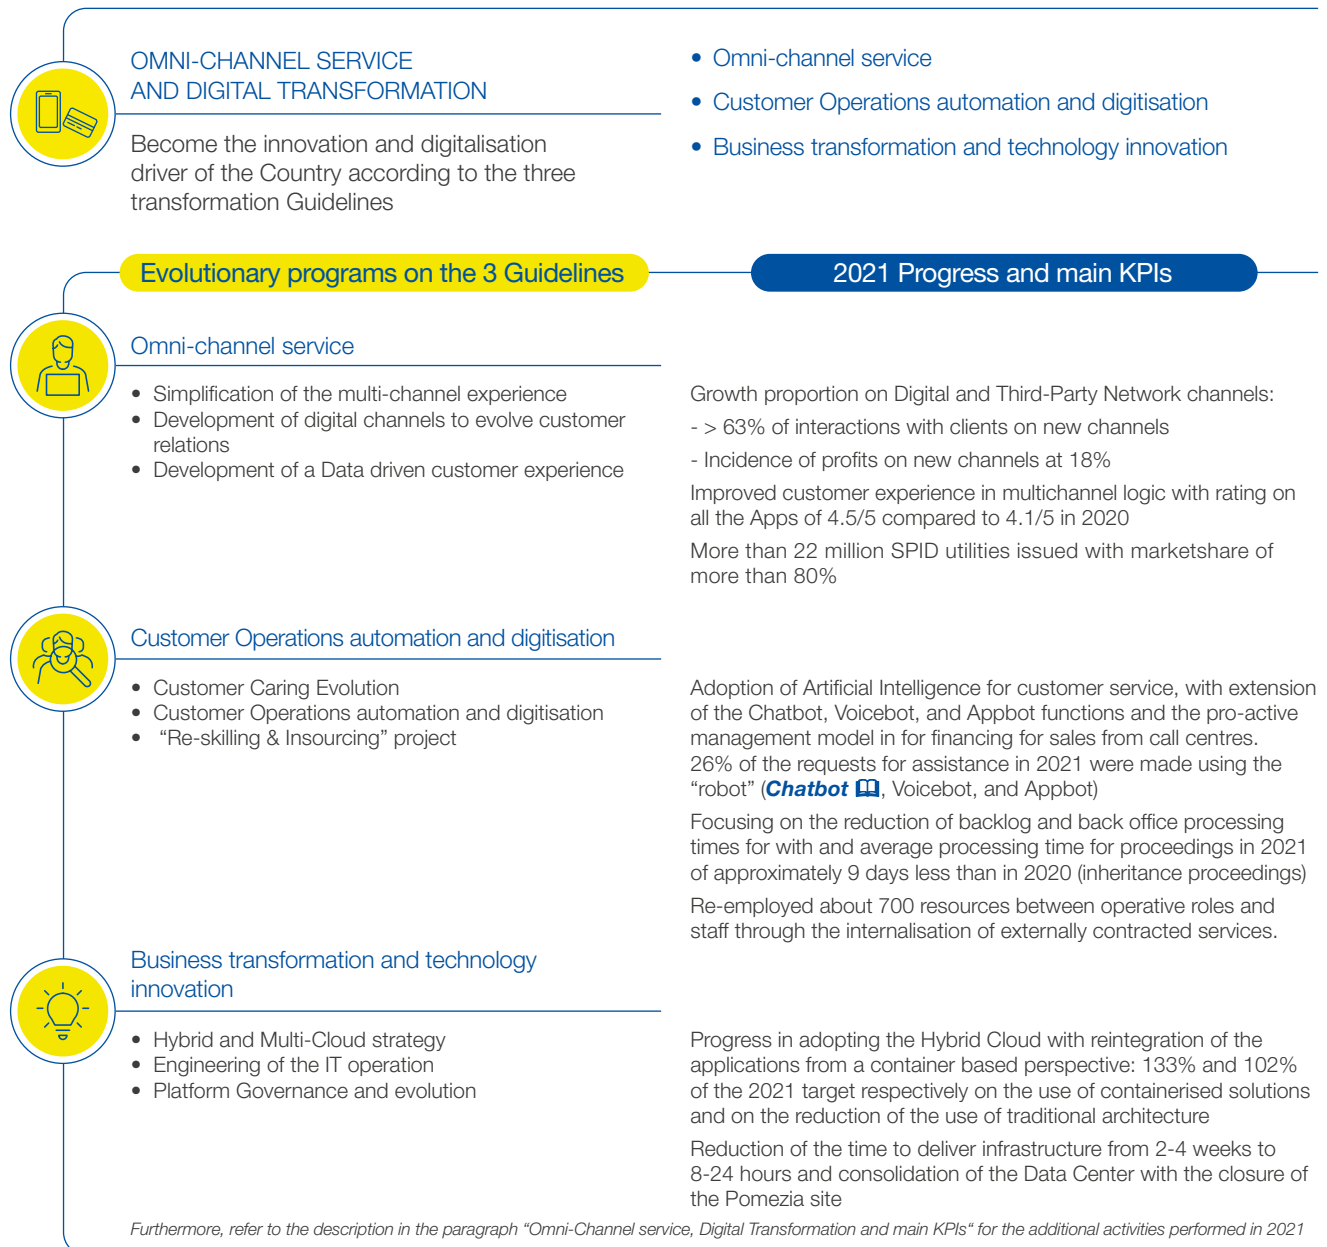 OMNI-CHANNEL SERVICE
AND DIGITAL TRANSFORMATION
Become the innovation and digitalisation
driver of the Country according to the three
transformation Guidelines
• Omni-channel service
• Customer Operations automation and digitisation
• Business transformation and technology innovation
Evolutionary programs on the 3 Guidelines
2021 Progress and main KPIs
Omni-channel service
• Simplification of the multi-channel experience
• Development of digital channels to evolve customer
relations
• Development of a Data driven customer experience
Growth proportion on Digital and Third-Party Network channels:
- > 63% of interactions with clients on new channels
- Incidence of profits on new channels at 18%
Improved customer experience in multichannel logic with rating on
all the Apps of 4.5/5 compared to 4.1/5 in 2020
More than 22 million SPID utilities issued with marketshare of
more than 80%
Customer Operations automation and digitisation
• Customer Caring Evolution
• Customer Operations automation and digitisation
• “Re-skilling & Insourcing” project
Adoption of Artificial Intelligence for customer service, with extension
of the Chatbot, Voicebot, and Appbot functions and the pro-active
management model in for financing for sales from call centres.
26% of the requests for assistance in 2021 were made using the
“robot” (Chatbot, Voicebot, and Appbot)
Focusing on the reduction of backlog and back office processing
times for with and average processing time for proceedings in 2021
of approximately 9 days less than in 2020 (inheritance proceedings)
Re-employed about 700 resources between operative roles and
staff through the internalisation of externally contracted services.
Business transformation and technology
innovation
• Hybrid and Multi-Cloud strategy
• Engineering of the IT operation
• Platform Governance and evolution
Progress in adopting the Hybrid Cloud with reintegration of the
applications from a container based perspective: 133% and 102%
of the 2021 target respectively on the use of containerised solutions
and on the reduction of the use of traditional architecture
Reduction of the time to deliver infrastructure from 2-4 weeks to
8-24 hours and consolidation of the Data Center with the closure of
the Pomezia site
Furthermore, refer to the description in the paragraph “Omni-Channel service, Digital Transformation and main KPIs“ for the additional activities performed in 2021